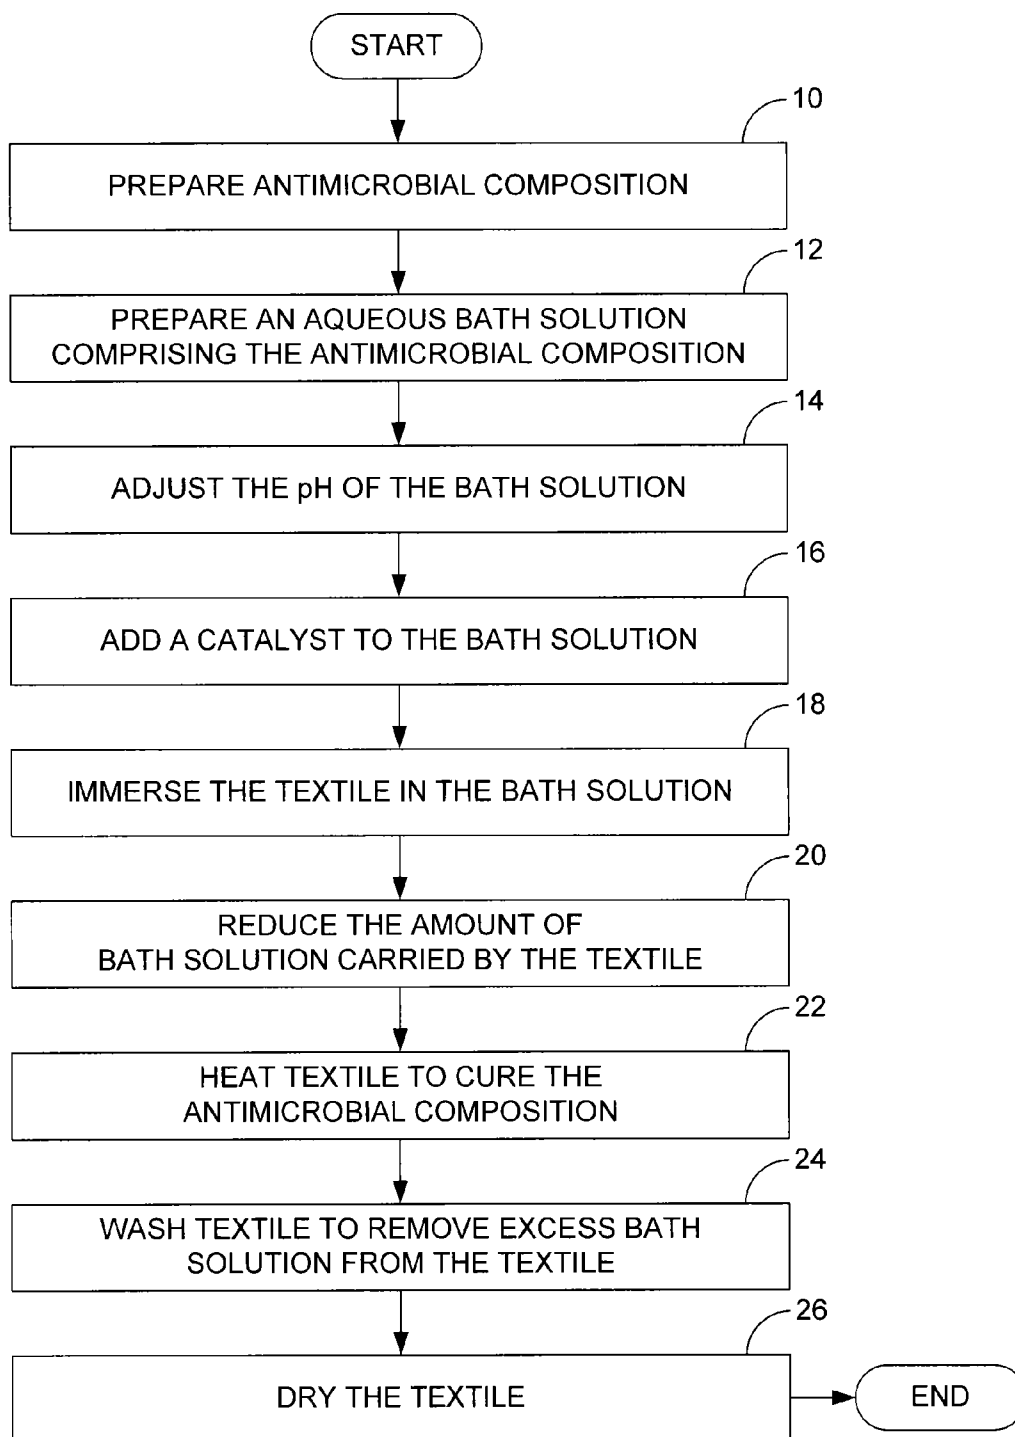 START
10
PREPARE ANTIMICROBIAL COMPOSITION
12
PREPARE AN AQUEOUS BATH SOLUTION
COMPRISING THE ANTIMICROBIAL COMPOSITION
14
ADJUST THE pH OF THE BATH SOLUTION
16
ADD A CATALYST TO THE BATH SOLUTION
18
IMMERSE THE TEXTILE IN THE BATH SOLUTION
20
REDUCE THE AMOUNT OF
BATH SOLUTION CARRIED BY THE TEXTILE
22
HEAT TEXTILE TO CURE THE
ANTIMICROBIAL COMPOSITION
24
WASH TEXTILE TO REMOVE EXCESS BATH
SOLUTION FROM THE TEXTILE
26
DRY THE TEXTILE
END